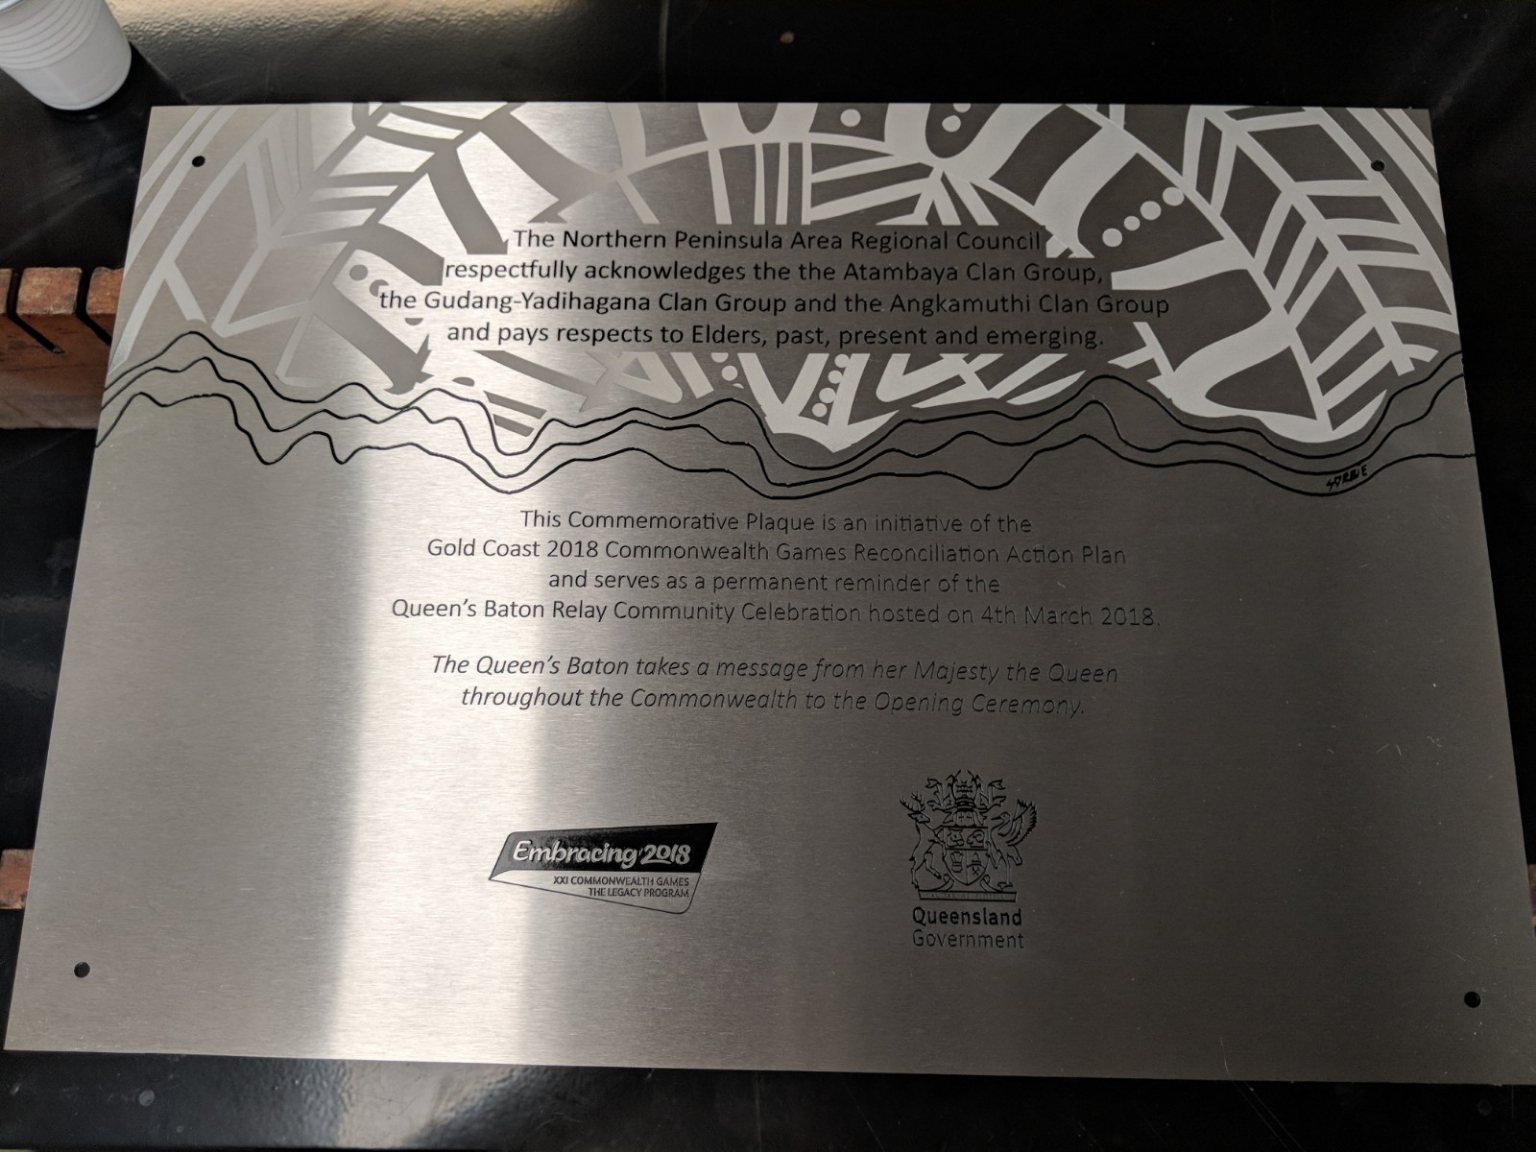 The Northern Peninsula Area Regional Council
respectfully acknowledges the the Atambaya Clan Group,
the Gudang-Yadihagana Clan Group and the Angkamuthi Clan Group
and pays respects to Elders, past, present and emerging.
This Commemorative Plaque is an initiative of the
Gold Coast 2018 Commonwealth Games Reconciliation Action Plan
and serves as a permanent reminder of the
Queen's Baton Relay Community Celebration hosted on 4th March 2018.
The Queen's Baton takes a message from her Majesty the Queen
throughout the Commonwealth to the Opening Ceremony.
Embracing 2018
XXI COMMONWEALTH GAMES
THE LEGACY PROGRAM
Queensland
Government